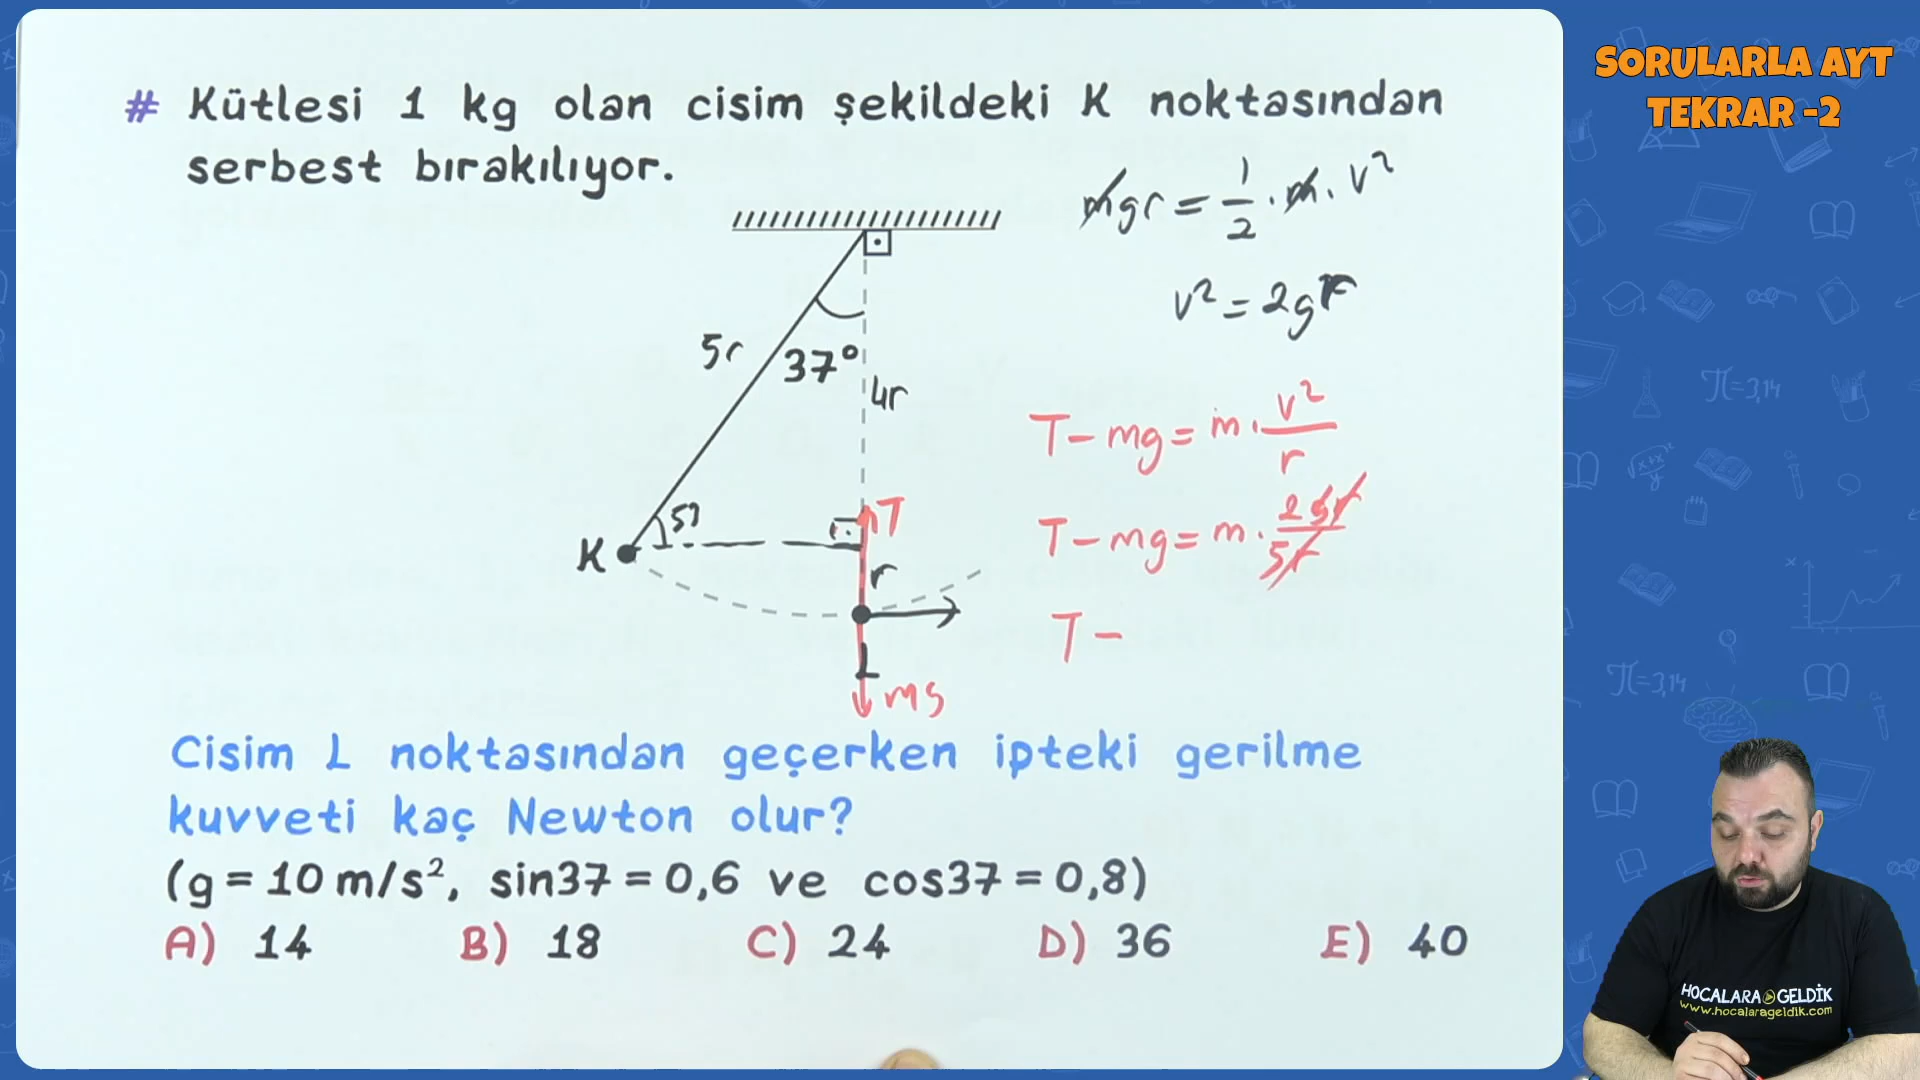 SORULARLA AYT
TEKRAR -2
# Kütlesi 1 kg olan cisim şekildeki K noktasından
serbest bırakılıyor.
mgr = 1/2 . m . v²
v² = 2gr
5r
37°
4r
T - mg = m . v²/r
53
T
K
r
T - mg = m . 2gr/5r
T -
L
mg
Cisim L noktasından geçerken ipteki gerilme
kuvveti kaç Newton olur?
(g = 10 m/s², sin37 = 0,6 ve cos37 = 0,8)
A) 14 B) 18 C) 24 D) 36 E) 40
HOCALARA GELDİK
www.hocalarageldik.com
π=3,14
π=3,14